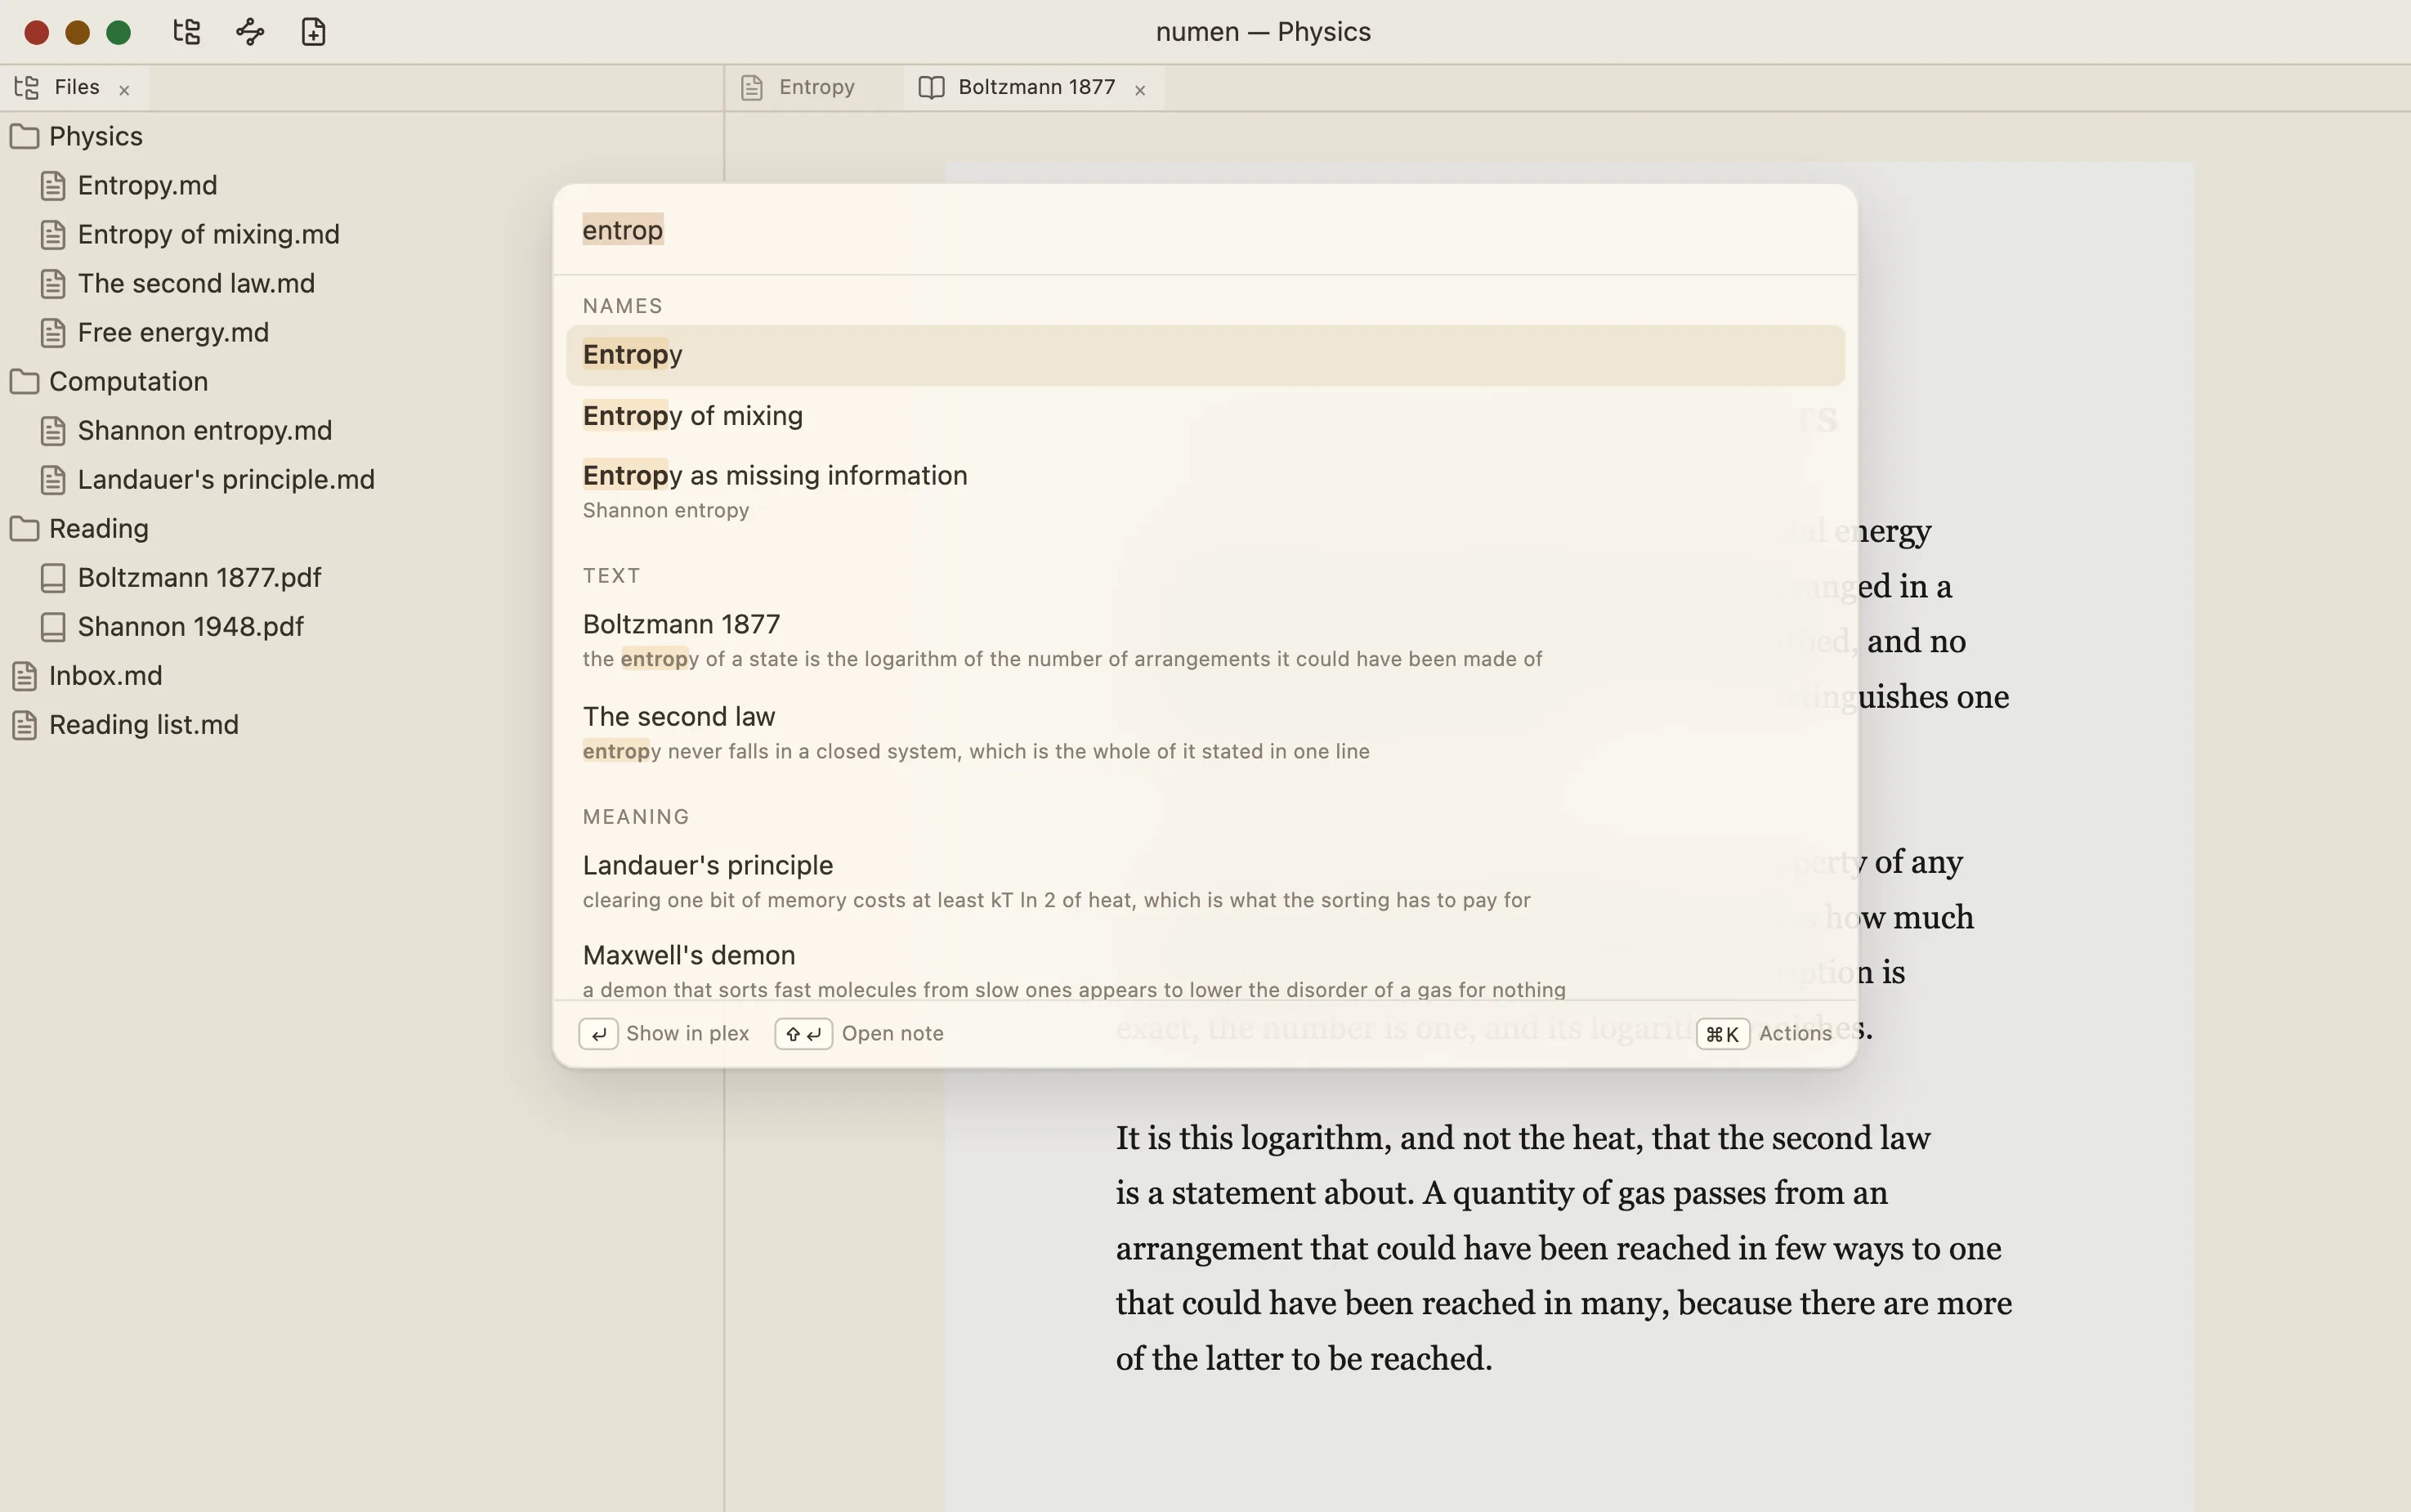 numen — Physics
Files ×
Entropy
Boltzmann 1877 ×
Physics
Entropy.md
Entropy of mixing.md
The second law.md
Free energy.md
Computation
Shannon entropy.md
Landauer's principle.md
Reading
Boltzmann 1877.pdf
Shannon 1948.pdf
Inbox.md
Reading list.md
entrop
NAMES
Entropy
Entropy of mixing
Entropy as missing information
Shannon entropy
TEXT
Boltzmann 1877
the entropy of a state is the logarithm of the number of arrangements it could have been made of
The second law
entropy never falls in a closed system, which is the whole of it stated in one line
MEANING
Landauer's principle
clearing one bit of memory costs at least kT ln 2 of heat, which is what the sorting has to pay for
Maxwell's demon
a demon that sorts fast molecules from slow ones appears to lower the disorder of a gas for nothing
↵ Show in plex
⇧ ↵ Open note
⌘K Actions
energy
in a
and no
one
of any
how much
is
exact, the number is one, and its
It is this logarithm, and not the heat, that the second law
is a statement about. A quantity of gas passes from an
arrangement that could have been reached in few ways to one
that could have been reached in many, because there are more
of the latter to be reached.